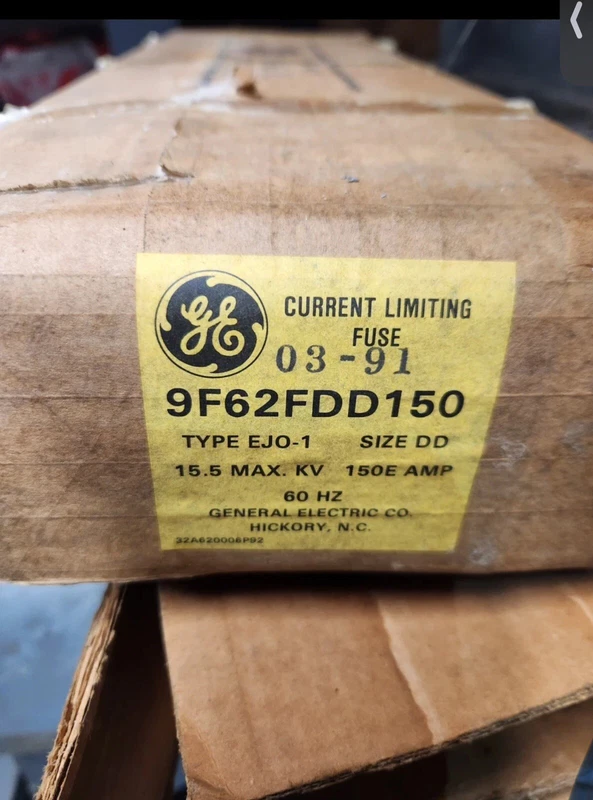 GE
CURRENT LIMITING
FUSE
03-91
9F62FDD150
TYPE EJO-1 SIZE DD
15.5 MAX. KV 150E AMP
60 HZ
GENERAL ELECTRIC CO.
HICKORY, N.C.
32A620006P92